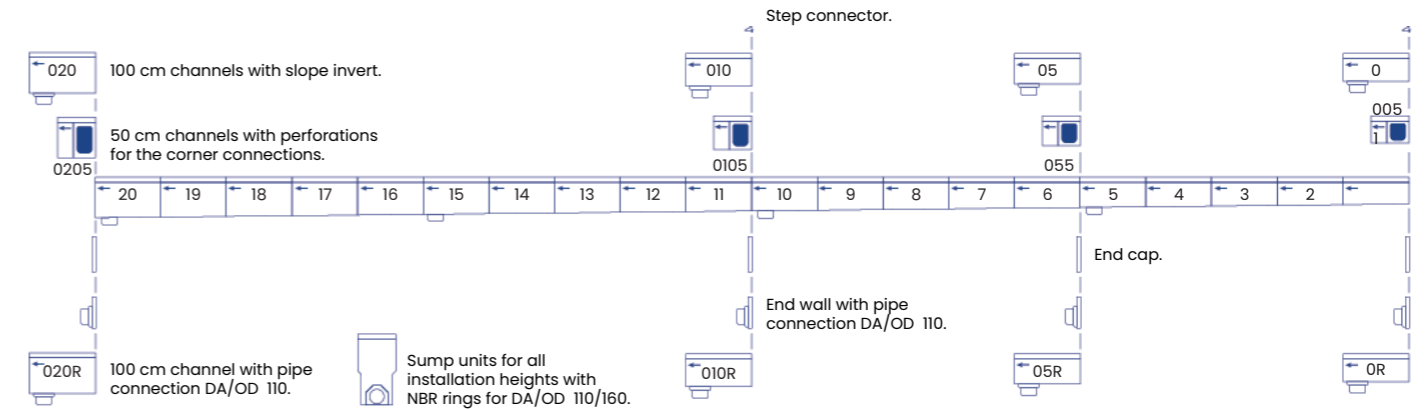 Step connector.
020
100 cm channels with slope invert.
010
05
0
50 cm channels with perforations
for the corner connections.
005
1
0205
0105
055
20 19 18 17 16 15 14 13 12 11 10 9 8 7 6 5 4 3 2
End cap.
End wall with pipe
connection DA/OD 110.
020R
100 cm channel with pipe
connection DA/OD 110.
Sump units for all
installation heights with
NBR rings for DA/OD 110/160.
010R
05R
0R